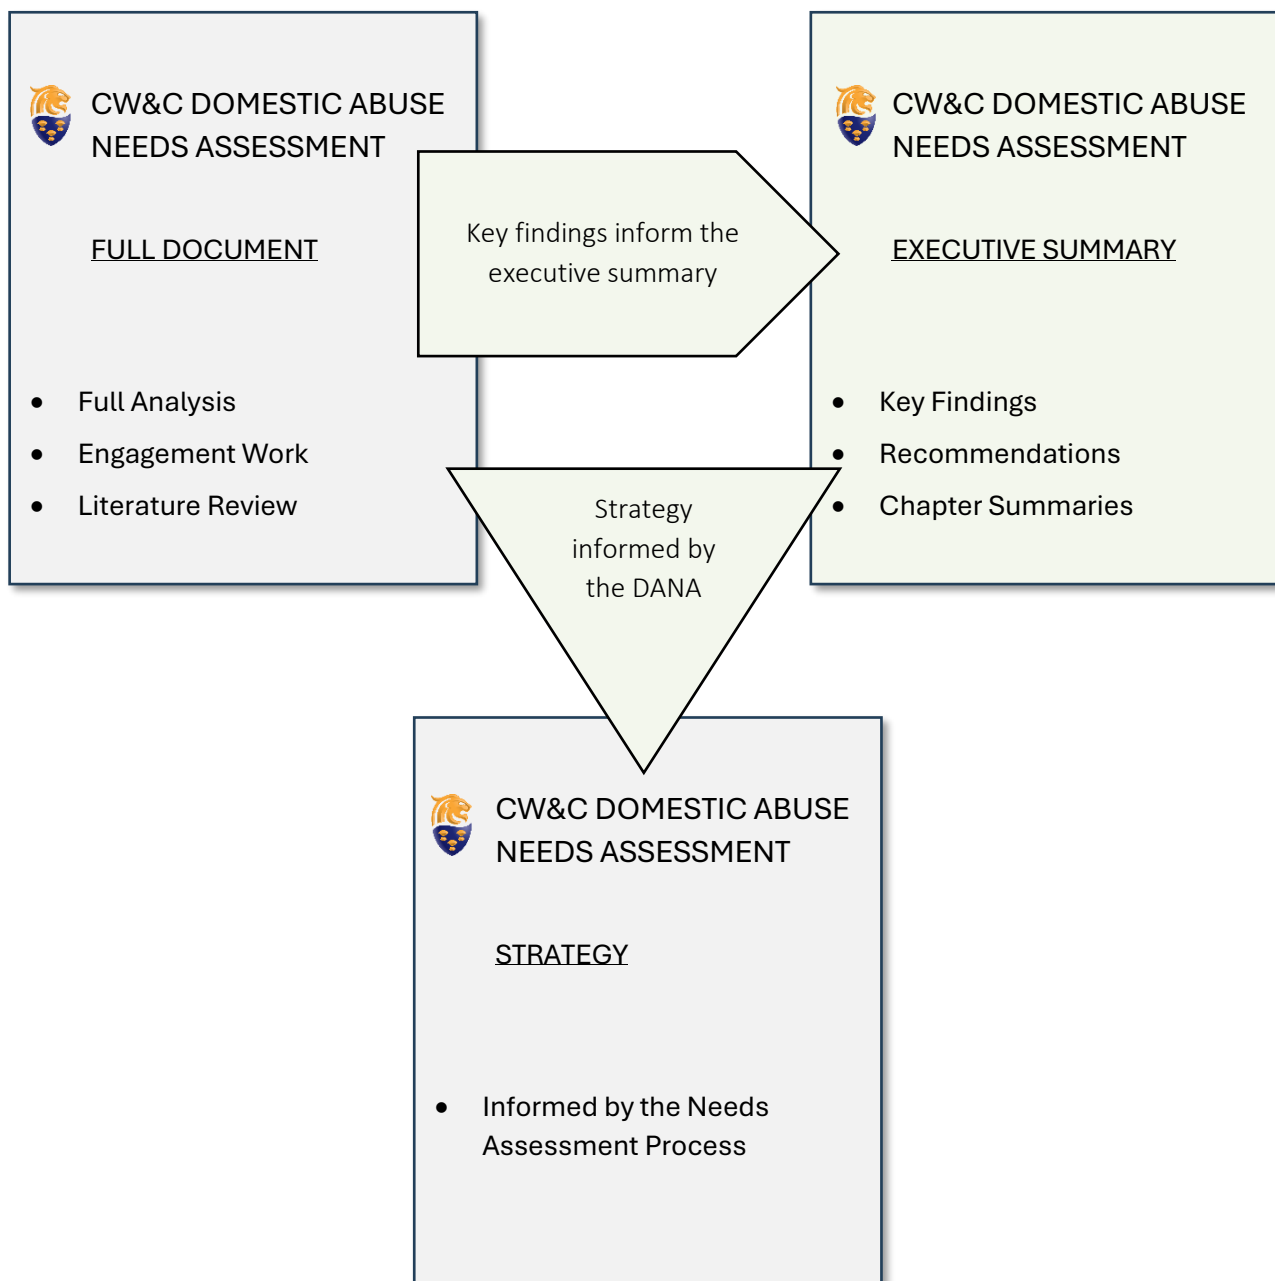 CW&C DOMESTIC ABUSE
NEEDS ASSESSMENT
FULL DOCUMENT
• Full Analysis
• Engagement Work
• Literature Review
Key findings inform the
executive summary
CW&C DOMESTIC ABUSE
NEEDS ASSESSMENT
EXECUTIVE SUMMARY
• Key Findings
• Recommendations
• Chapter Summaries
Strategy
informed by
the DANA
CW&C DOMESTIC ABUSE
NEEDS ASSESSMENT
STRATEGY
• Informed by the Needs
Assessment Process